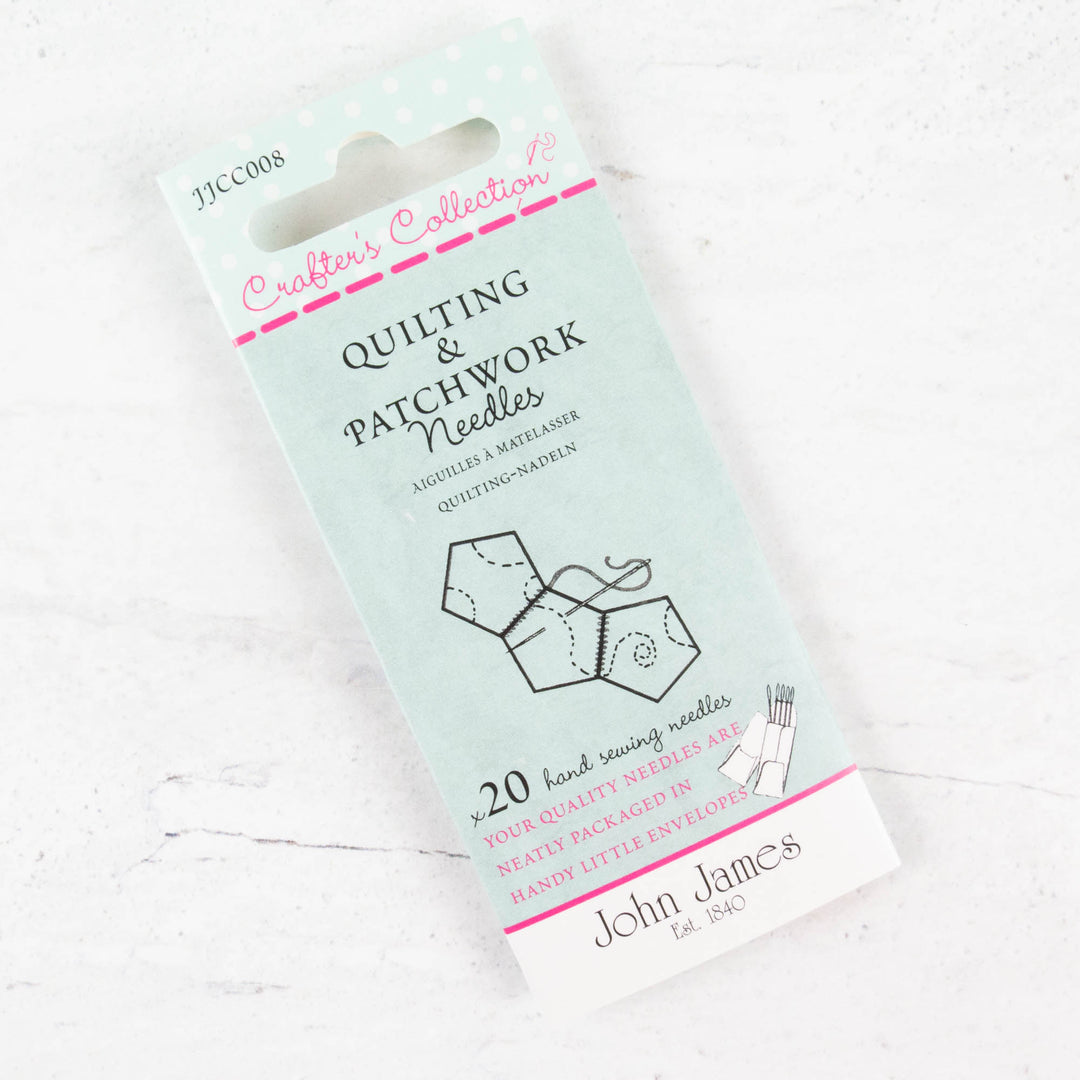 JJCC008
Crafter's Collection
QUILTING
&
PATCHWORK
Needles
AIGUILLES À MATELASSER
QUILTING-NADELN
x20 hand sewing needles
YOUR QUALITY NEEDLES ARE
NEATLY PACKAGED IN
HANDY LITTLE ENVELOPES
John James
Est. 1840